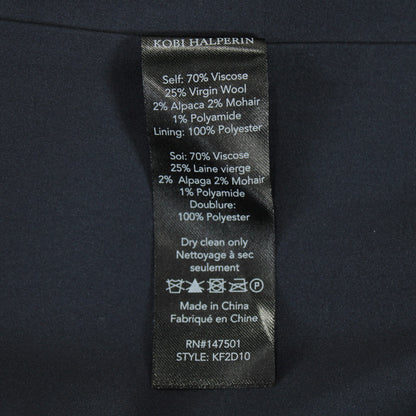 KOBI HALPERIN
Self: 70% Viscose
25% Virgin Wool
2% Alpaca 2% Mohair
1% Polyamide
Lining: 100% Polyester
Soi: 70% Viscose
25% Laine vierge
2% Alpaga 2% Mohair
1% Polyamide
Doublure:
100% Polyester
Dry clean only
Nettoyage à sec
seulement
P
Made in China
Fabriqué en Chine
RN#147501
STYLE: KF2D10